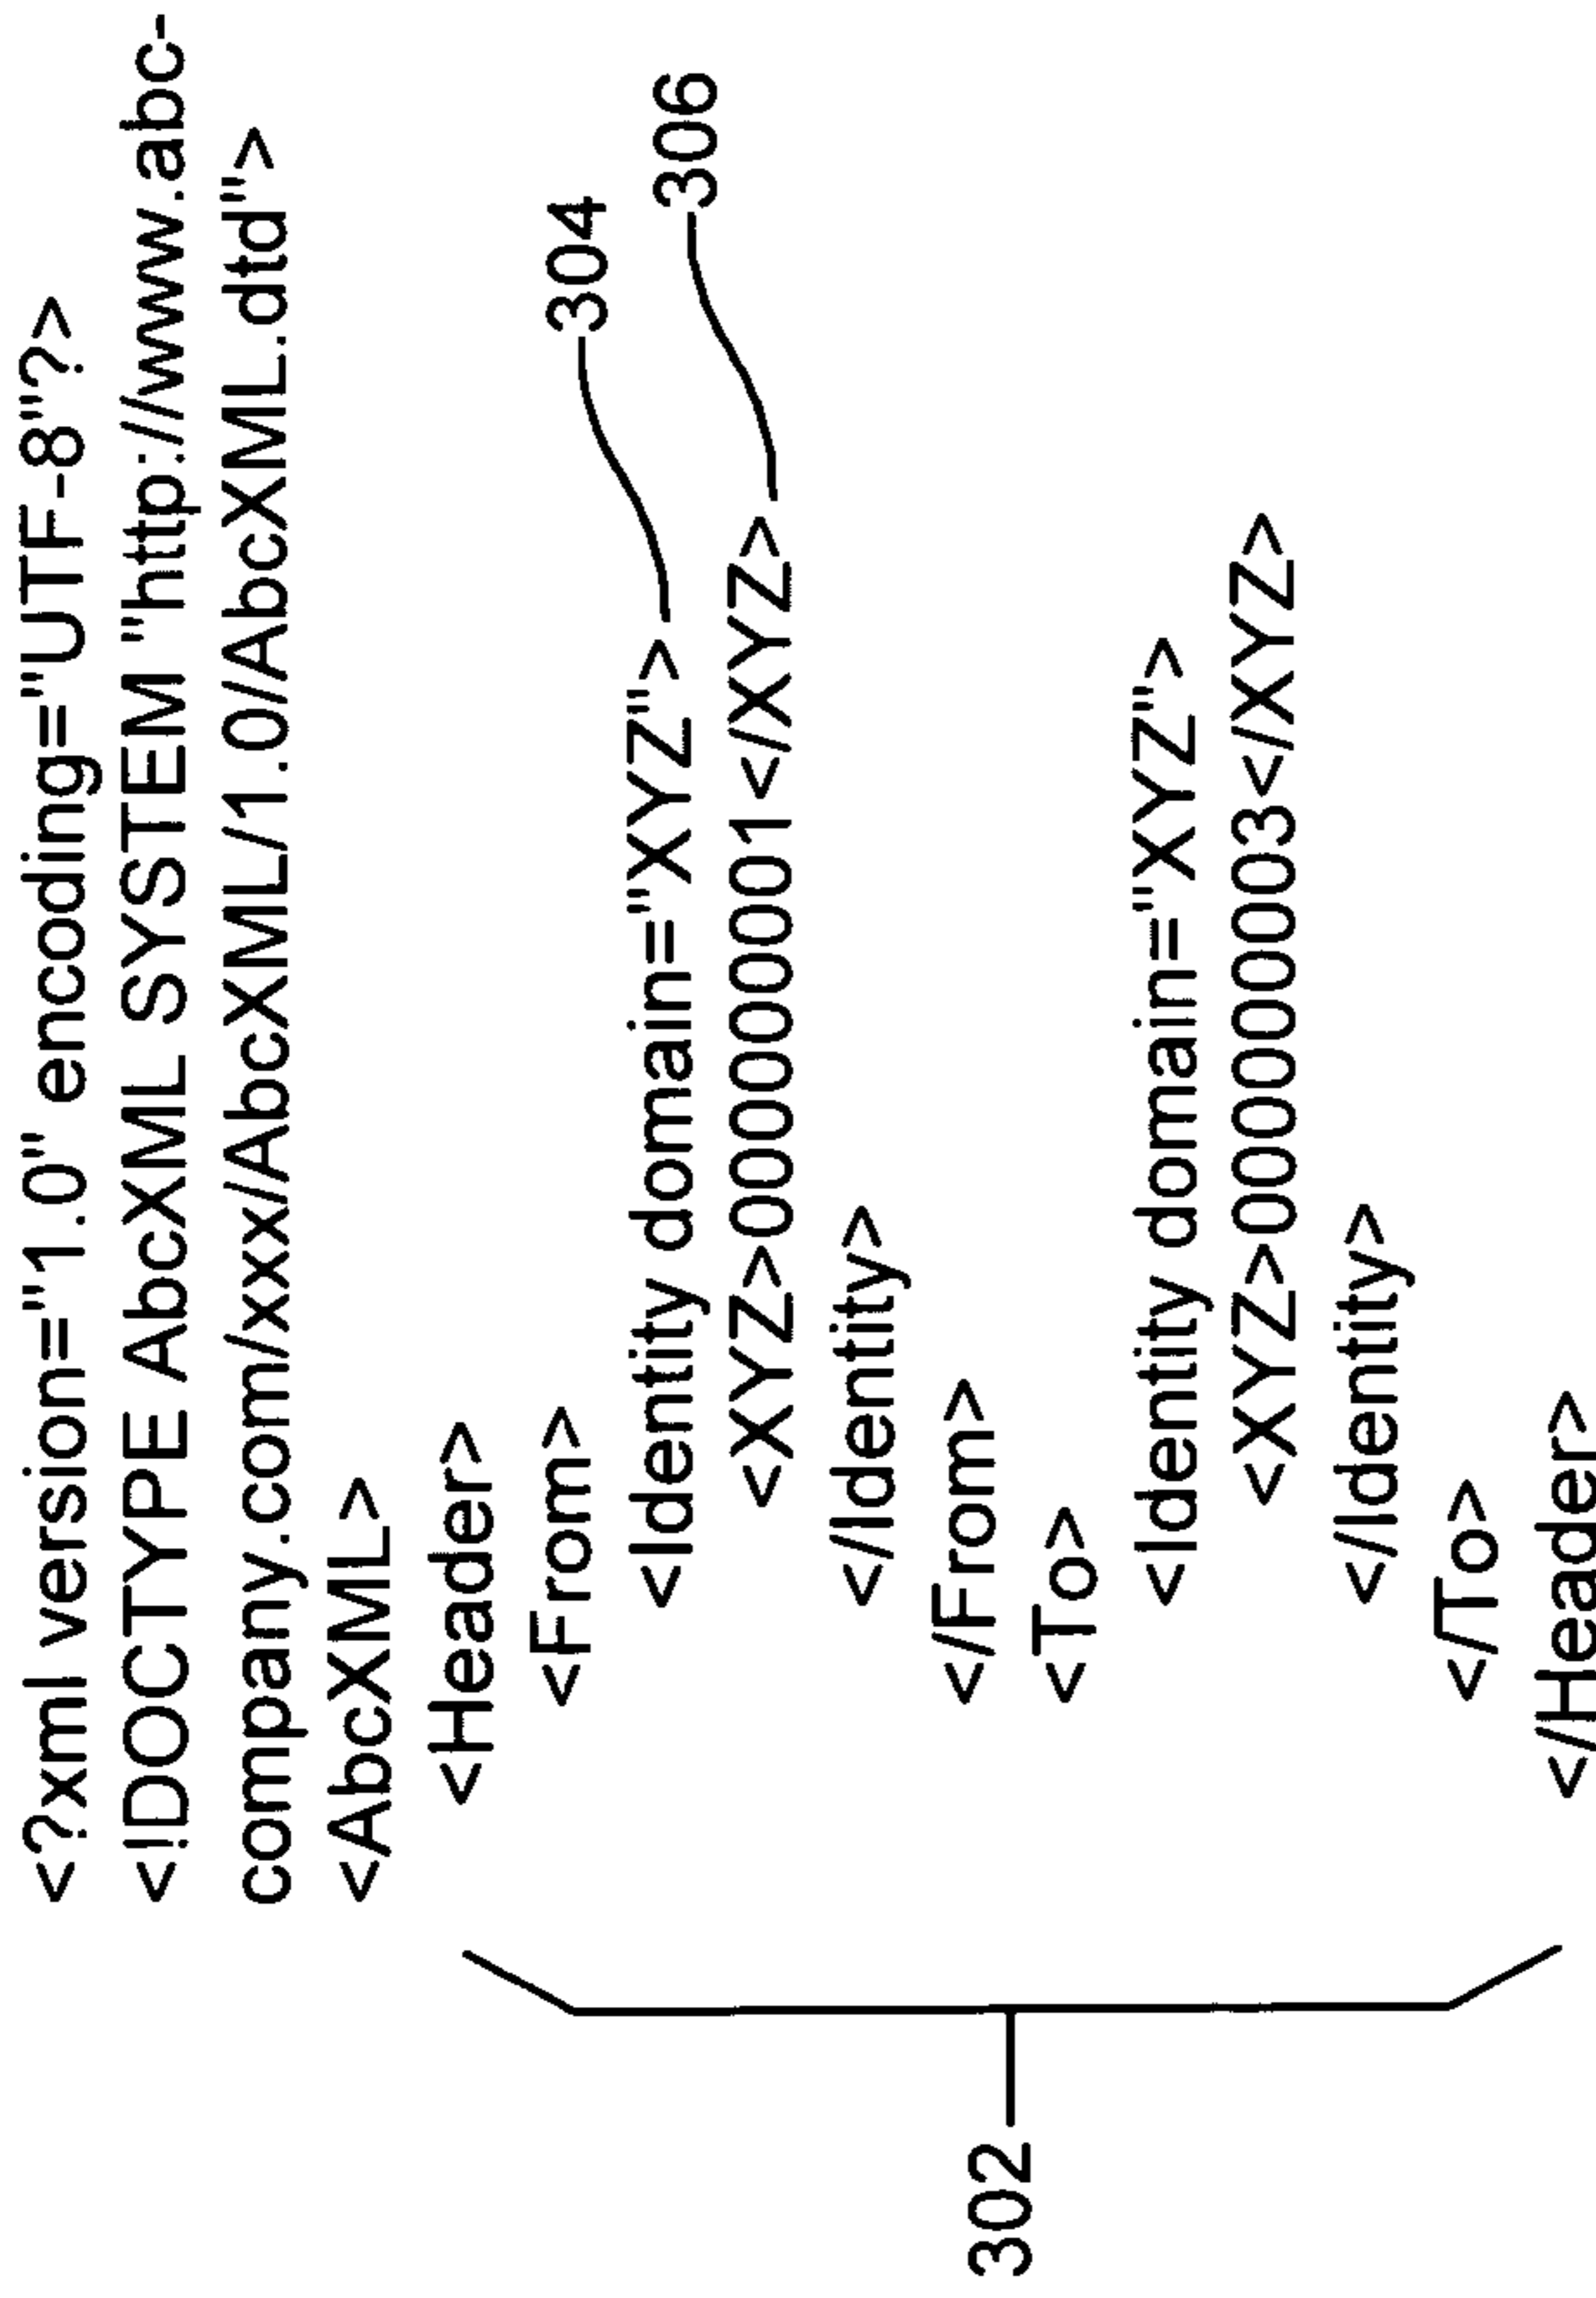 <?xml version="1.0" encoding="UTF-8"?>
<!DOCTYPE AbcXML SYSTEM "http://www.abc-
company.com/xxx/AbcXML/1.0/AbcXML.dtd">
<AbcXML>
<Header>
<From>
<Identity domain="XYZ"> 304
<XYZ>000000001</XYZ> 306
</Identity>
</From>
<To>
302
<Identity domain="XYZ">
<XYZ>000000003</XYZ>
</Identity>
</To>
</Header>